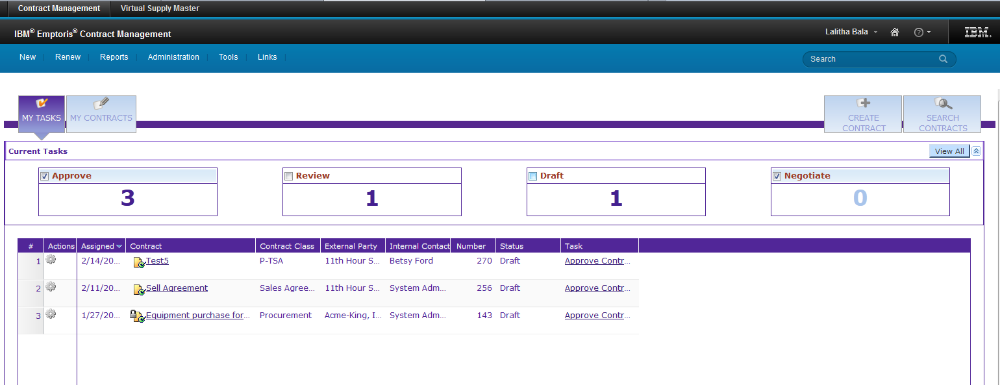 Contract Management Virtual Supply Master
IBM® Emptoris® Contract Management Lalitha Bala ? IBM.
New Renew Reports Administration Tools Links Search
MY TASKS MY CONTRACTS CREATE CONTRACT SEARCH CONTRACTS
Current Tasks View All
Approve Review Draft Negotiate
3 1 1 0
# Actions Assigned Contract Contract Class External Party Internal Contact Number Status Task
1 2/14/20... Test5 P-TSA 11th Hour S... Betsy Ford 270 Draft Approve Contr...
2 2/11/20... Sell Agreement Sales Agree... 11th Hour S... System Adm... 256 Draft Approve Contr...
3 1/27/20... Equipment purchase for... Procurement Acme-King, I... System Adm... 143 Draft Approve Contr...